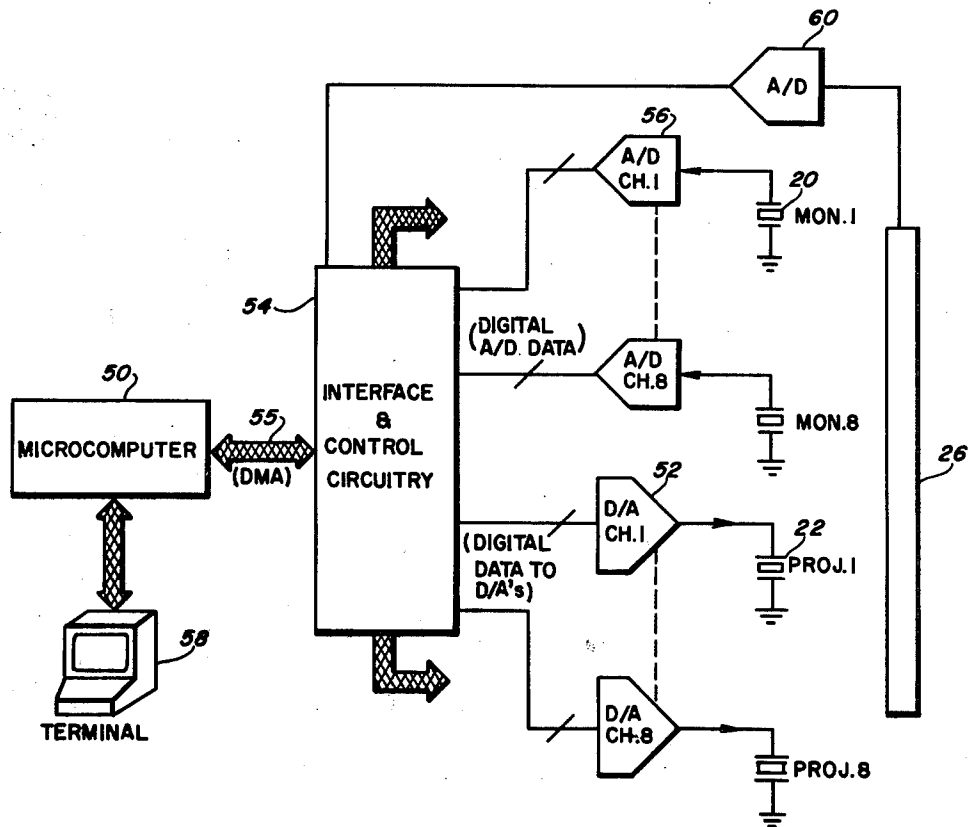 60
A/D
56
A/D
CH.1
20
MON.1
54
(DIGITAL
A/D. DATA)
A/D
CH.8
50
INTERFACE
&
CONTROL
CIRCUITRY
MICROCOMPUTER
55
(DMA)
MON.8
26
52
D/A
CH.1
22
(DIGITAL
DATA TO
D/A's)
PROJ.1
58
TERMINAL
D/A
CH.8
PROJ.8